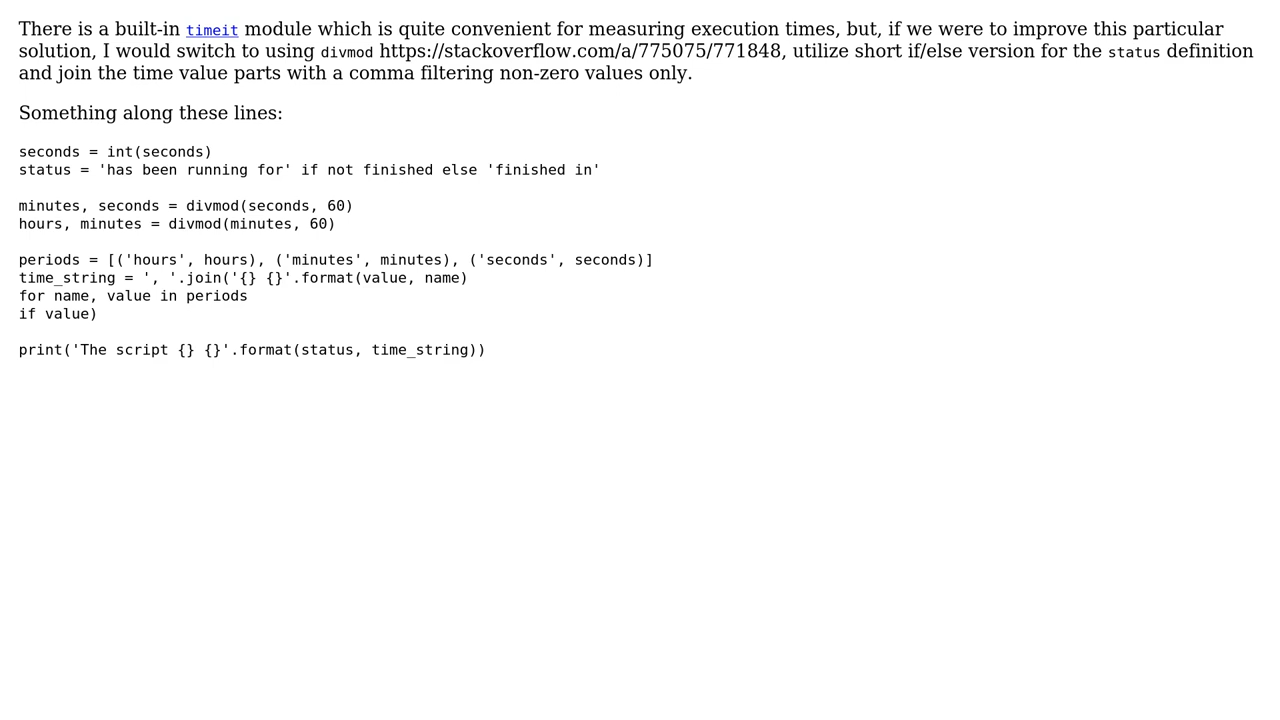 There is a built-in timeit module which is quite convenient for measuring execution times, but, if we were to improve this particular
solution, I would switch to using divmod https://stackoverflow.com/a/775075/771848, utilize short if/else version for the status definition
and join the time value parts with a comma filtering non-zero values only.
Something along these lines:
seconds = int(seconds)
status = 'has been running for' if not finished else 'finished in'
minutes, seconds = divmod(seconds, 60)
hours, minutes = divmod(minutes, 60)
periods = [('hours', hours), ('minutes', minutes), ('seconds', seconds)]
time_string = ', '.join('{} {}'.format(value, name)
for name, value in periods
if value)
print('The script {} {}'.format(status, time_string))